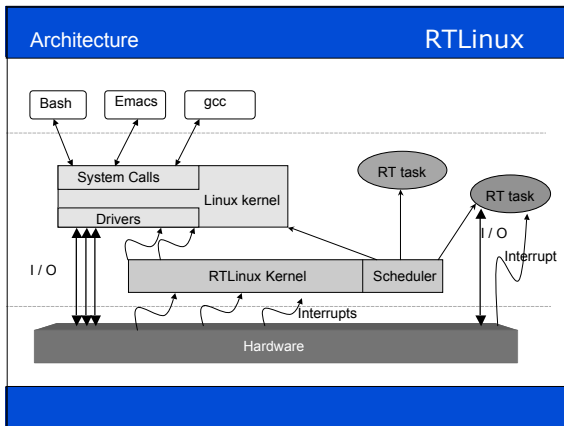 Architecture
RTLinux
Bash
Emacs
gcc
System Calls
Linux kernel
Drivers
RT task
RT task
I / O
I / O
Interrupt
RTLinux Kernel
Scheduler
Interrupts
Hardware